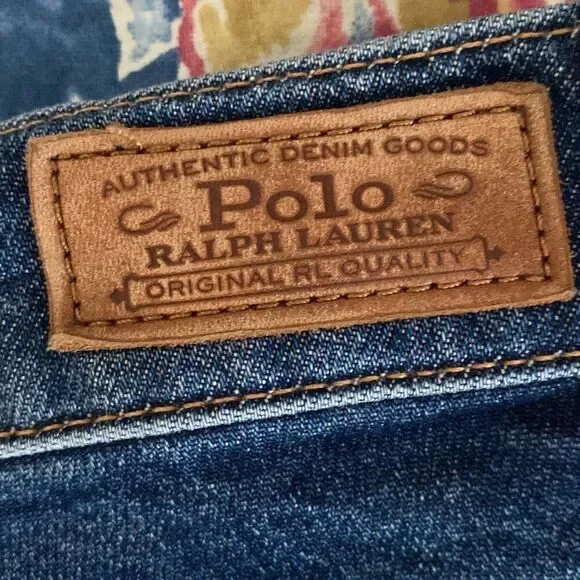 AUTHENTIC DENIM GOODS
Polo
RALPH LAUREN
ORIGINAL RL QUALITY